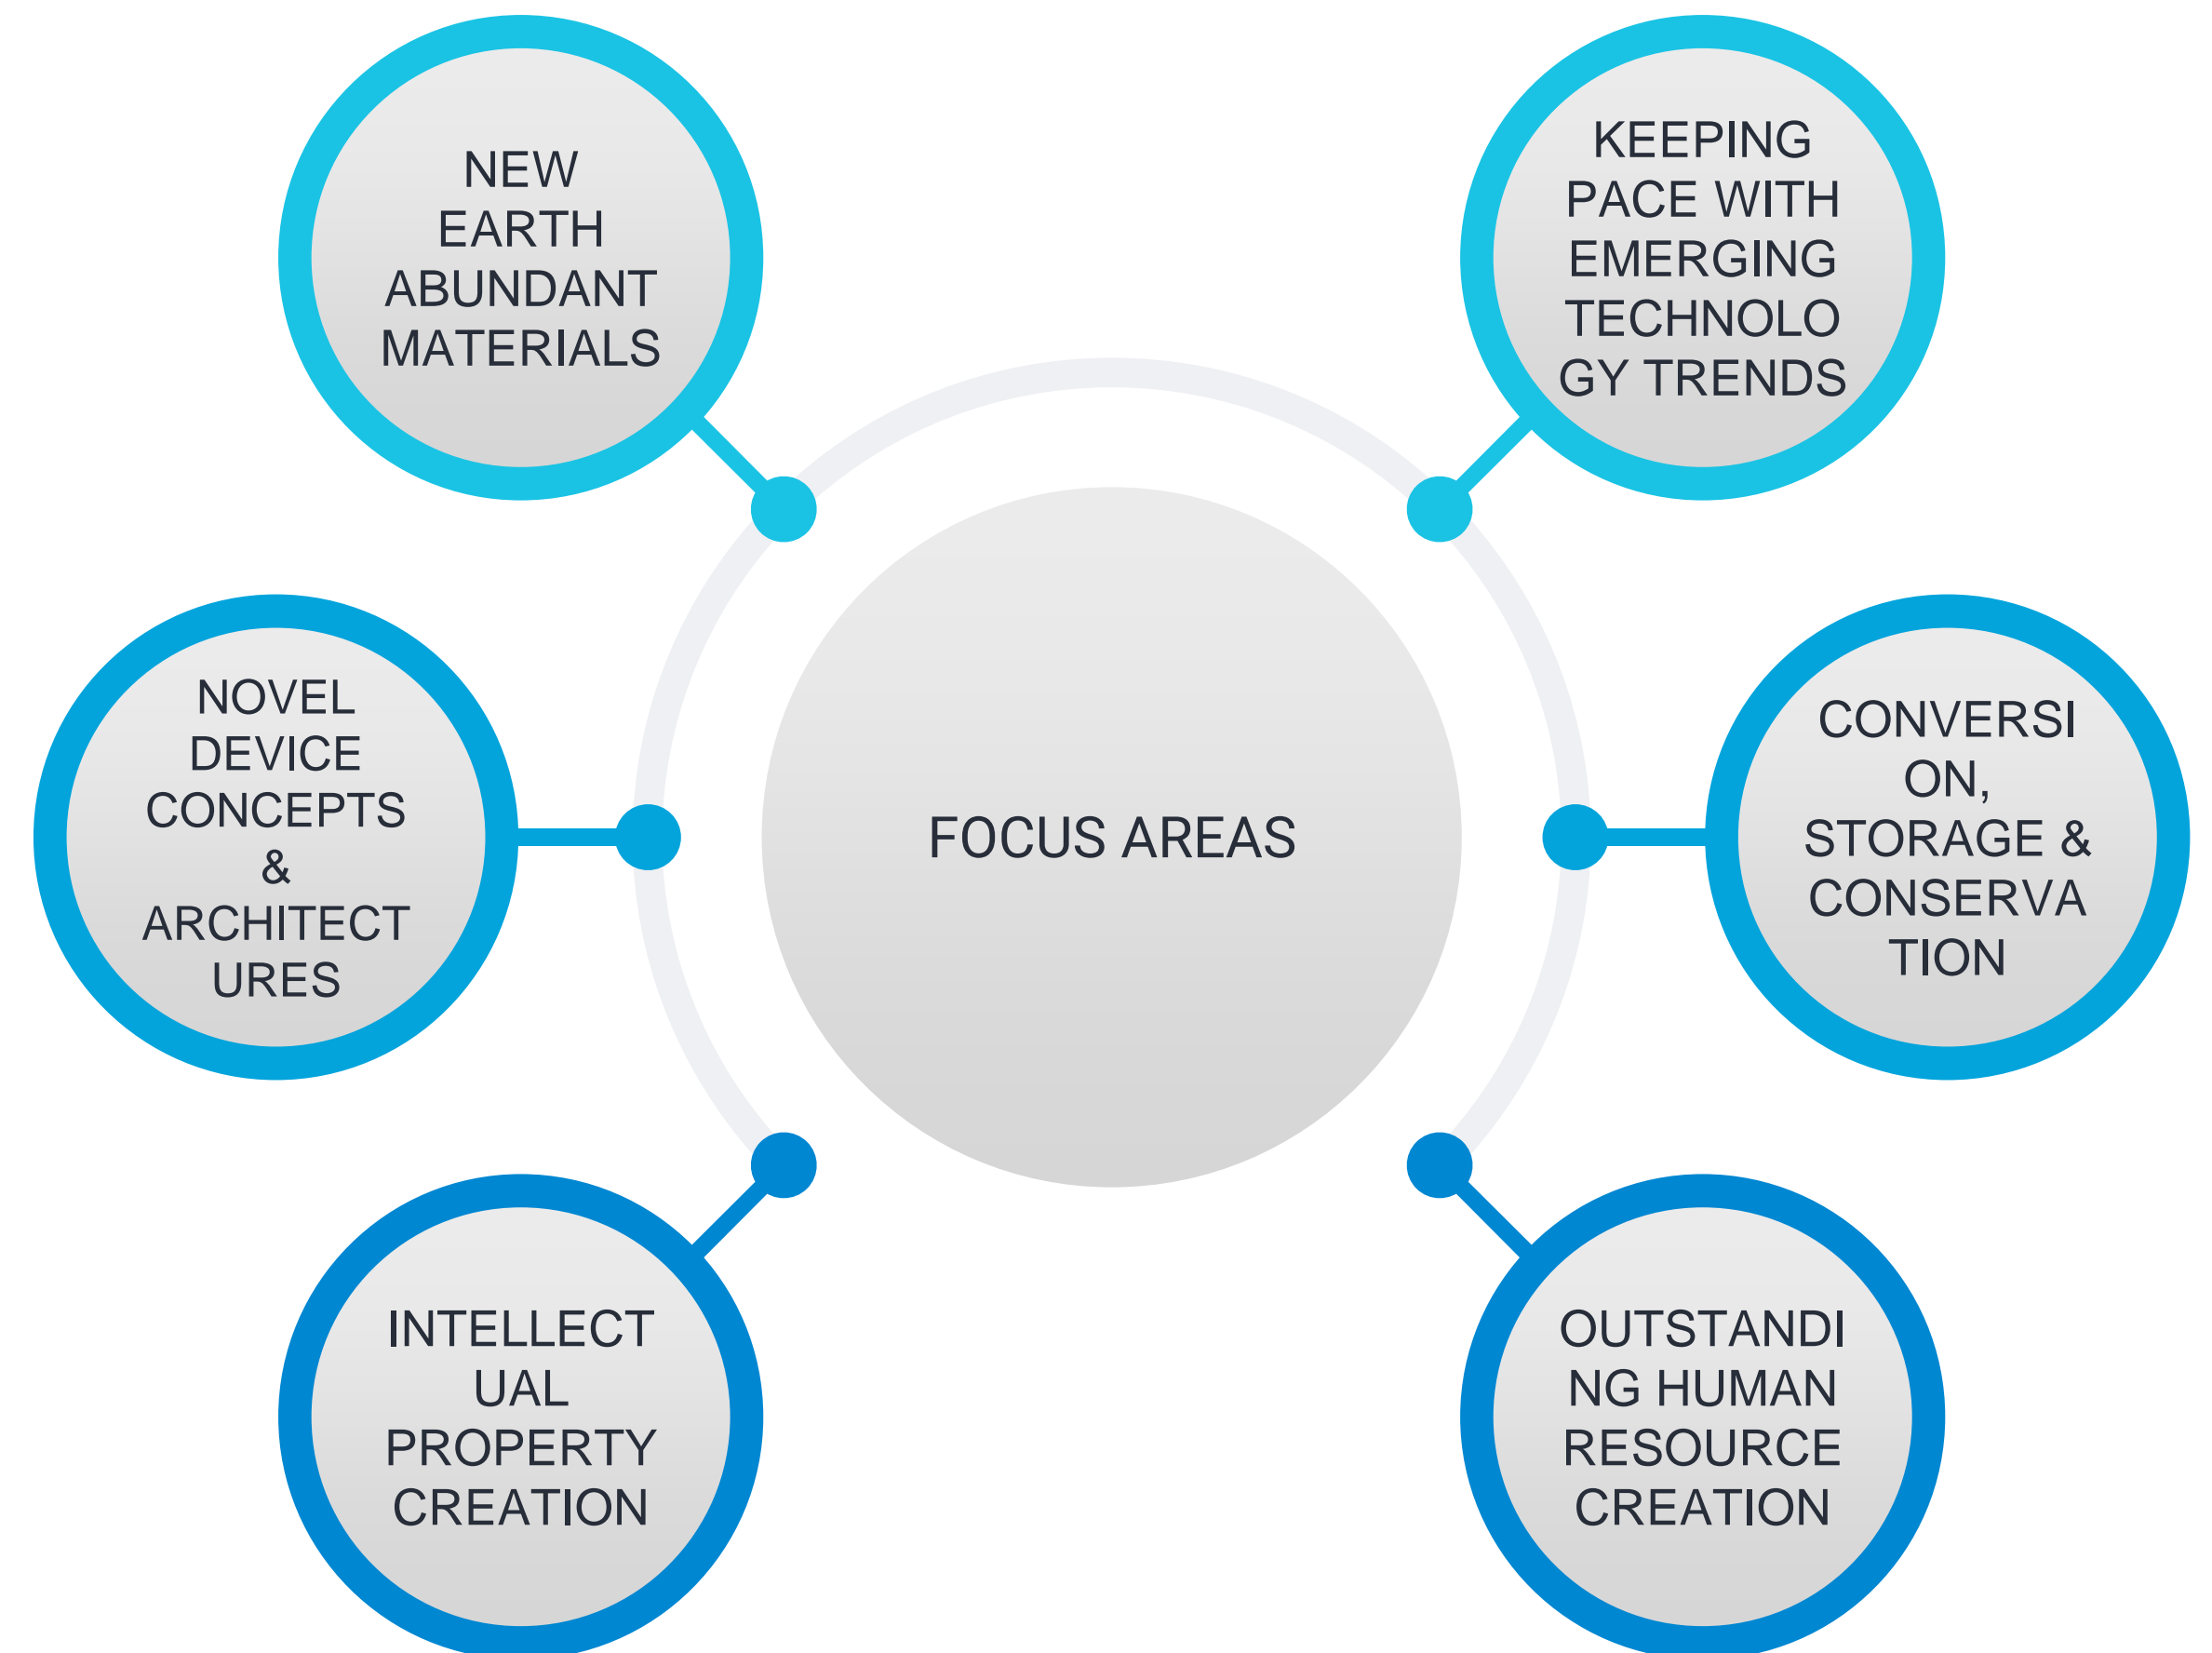 NEW
EARTH
ABUNDANT
MATERIALS
KEEPING
PACE WITH
EMERGING
TECHNOLO
GY TRENDS
NOVEL
DEVICE
CONCEPTS
&
ARCHITECT
URES
FOCUS AREAS
CONVERSI
ON,
STORAGE &
CONSERVA
TION
INTELLECT
UAL
PROPERTY
CREATION
OUTSTANDI
NG HUMAN
RESOURCE
CREATION